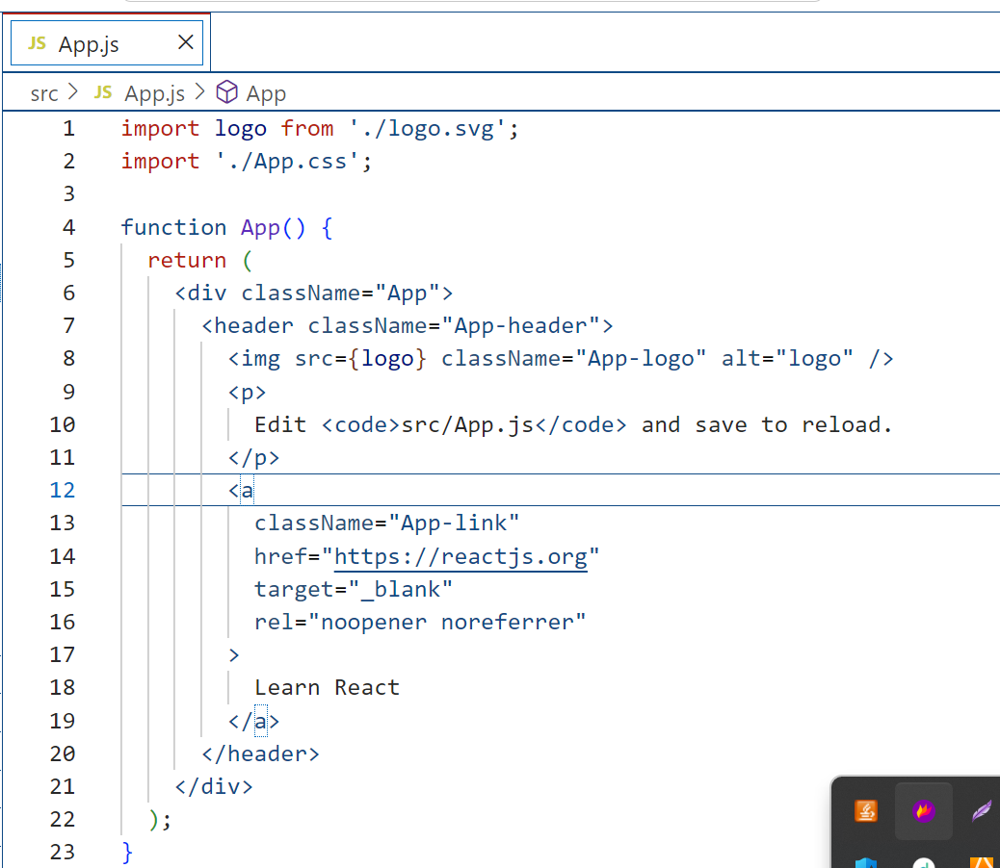 JS App.js
src > JS App.js > App
1 import logo from './logo.svg';
2 import './App.css';
3
4 function App() {
5   return (
6     <div className="App">
7       <header className="App-header">
8         <img src={logo} className="App-logo" alt="logo" />
9         <p>
10           Edit <code>src/App.js</code> and save to reload.
11         </p>
12         <a
13           className="App-link"
14           href="https://reactjs.org"
15           target="_blank"
16           rel="noopener noreferrer"
17         >
18           Learn React
19         </a>
20       </header>
21     </div>
22   );
23 }